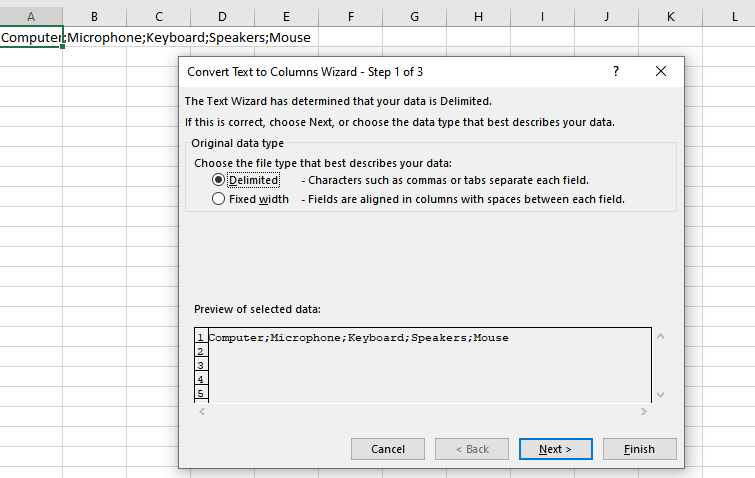 A B C D E F G H I J K L
Computer;Microphone;Keyboard;Speakers;Mouse
Convert Text to Columns Wizard - Step 1 of 3 ?
The Text Wizard has determined that your data is Delimited.
If this is correct, choose Next, or choose the data type that best describes your data.
Original data type
Choose the file type that best describes your data:
Delimited - Characters such as commas or tabs separate each field.
Fixed width - Fields are aligned in columns with spaces between each field.
Preview of selected data:
1 Computer;Microphone;Keyboard;Speakers;Mouse
2
3
4
5
Cancel < Back Next > Finish